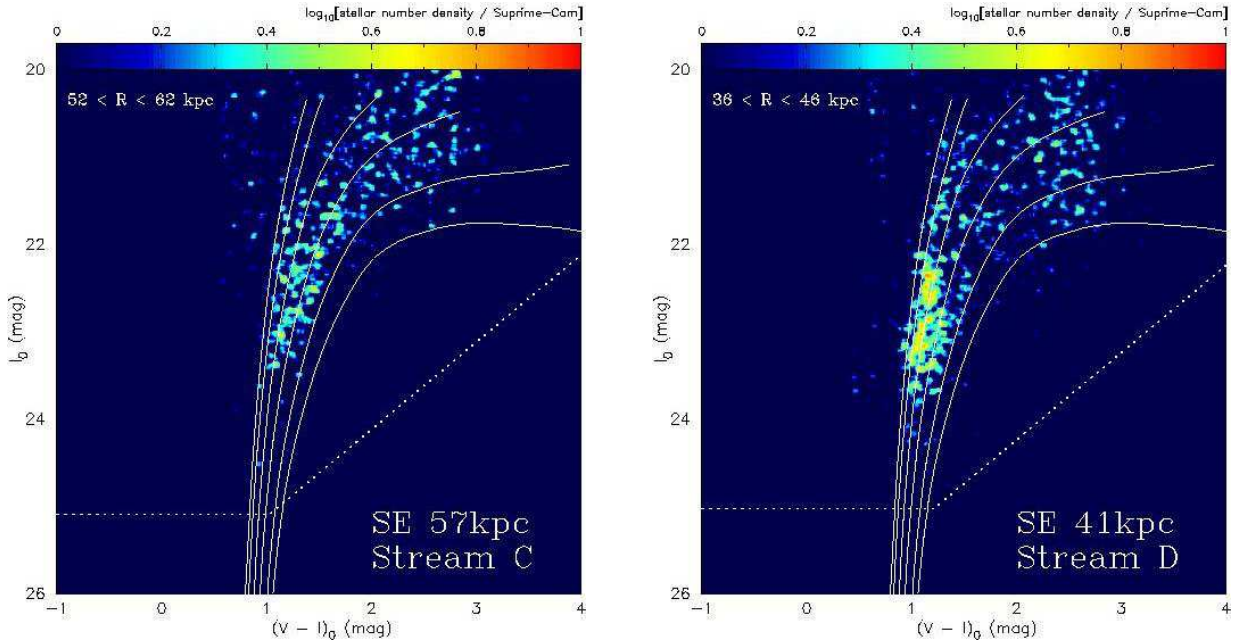 log10[stellar number density / Suprime-Cam]
0 0.2 0.4 0.6 0.8 1
52 < R < 62 kpc
20
22
24
26
I0 (mag)
SE 57kpc
Stream C
-1 0 1 2 3 4
(V - I)0 (mag)
log10[stellar number density / Suprime-Cam]
0 0.2 0.4 0.6 0.8 1
36 < R < 46 kpc
20
22
24
26
I0 (mag)
SE 41kpc
Stream D
-1 0 1 2 3 4
(V - I)0 (mag)